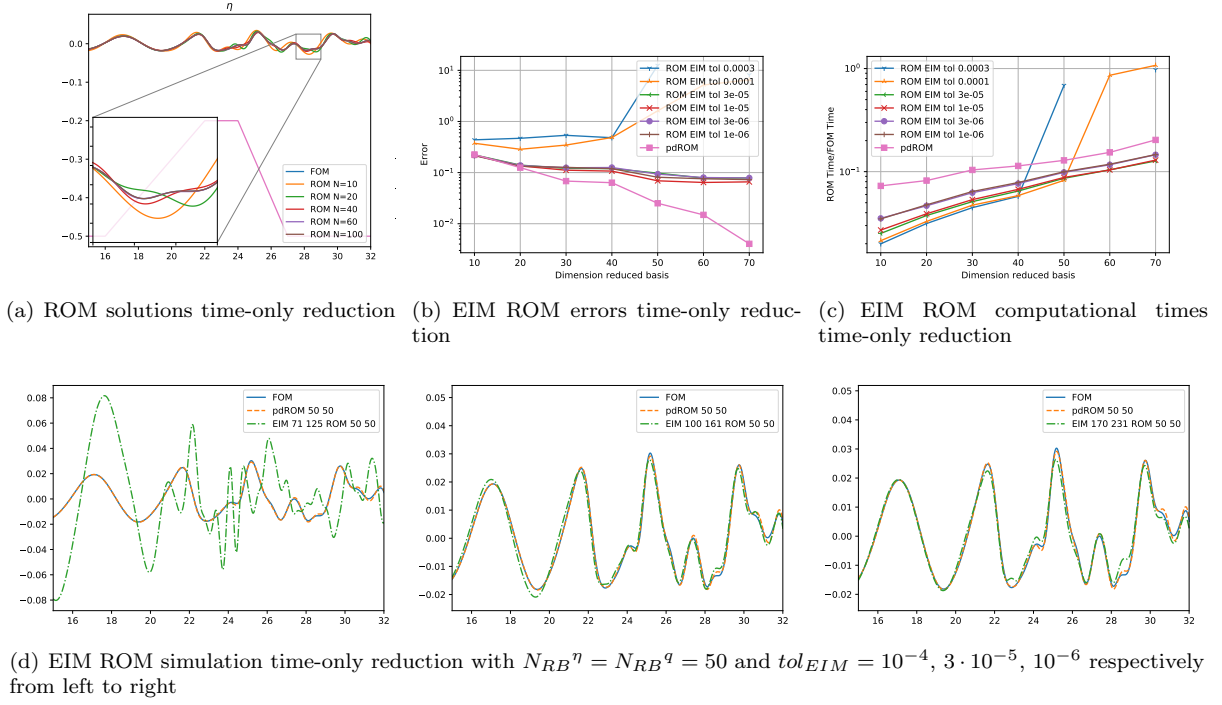 η
0.0
−0.1
−0.2
−0.3
−0.4
−0.5
16 18 20 22 24 26 28 30 32
FOM
ROM N=10
ROM N=20
ROM N=40
ROM N=60
ROM N=100
(a) ROM solutions time-only reduction
Error
10^1
10^0
10^−1
10^−2
10 20 30 40 50 60 70
Dimension reduced basis
ROM EIM tol 0.0003
ROM EIM tol 0.0001
ROM EIM tol 3e-05
ROM EIM tol 1e-05
ROM EIM tol 3e-06
ROM EIM tol 1e-06
pdROM
(b) EIM ROM errors time-only reduc-
tion
ROM Time/FOM Time
10^0
10^−1
10 20 30 40 50 60 70
Dimension reduced basis
ROM EIM tol 0.0003
ROM EIM tol 0.0001
ROM EIM tol 3e-05
ROM EIM tol 1e-05
ROM EIM tol 3e-06
ROM EIM tol 1e-06
pdROM
(c) EIM ROM computational times
time-only reduction
0.08
0.06
0.04
0.02
0.00
−0.02
−0.04
−0.06
−0.08
16 18 20 22 24 26 28 30 32
FOM
pdROM 50 50
EIM 71 125 ROM 50 50
0.05
0.04
0.03
0.02
0.01
0.00
−0.01
−0.02
16 18 20 22 24 26 28 30 32
FOM
pdROM 50 50
EIM 100 161 ROM 50 50
0.05
0.04
0.03
0.02
0.01
0.00
−0.01
−0.02
16 18 20 22 24 26 28 30 32
FOM
pdROM 50 50
EIM 170 231 ROM 50 50
(d) EIM ROM simulation time-only reduction with N_{RB}^η = N_{RB}^q = 50 and tol_{EIM} = 10^{−4}, 3 · 10^{−5}, 10^{−6} respectively
from left to right